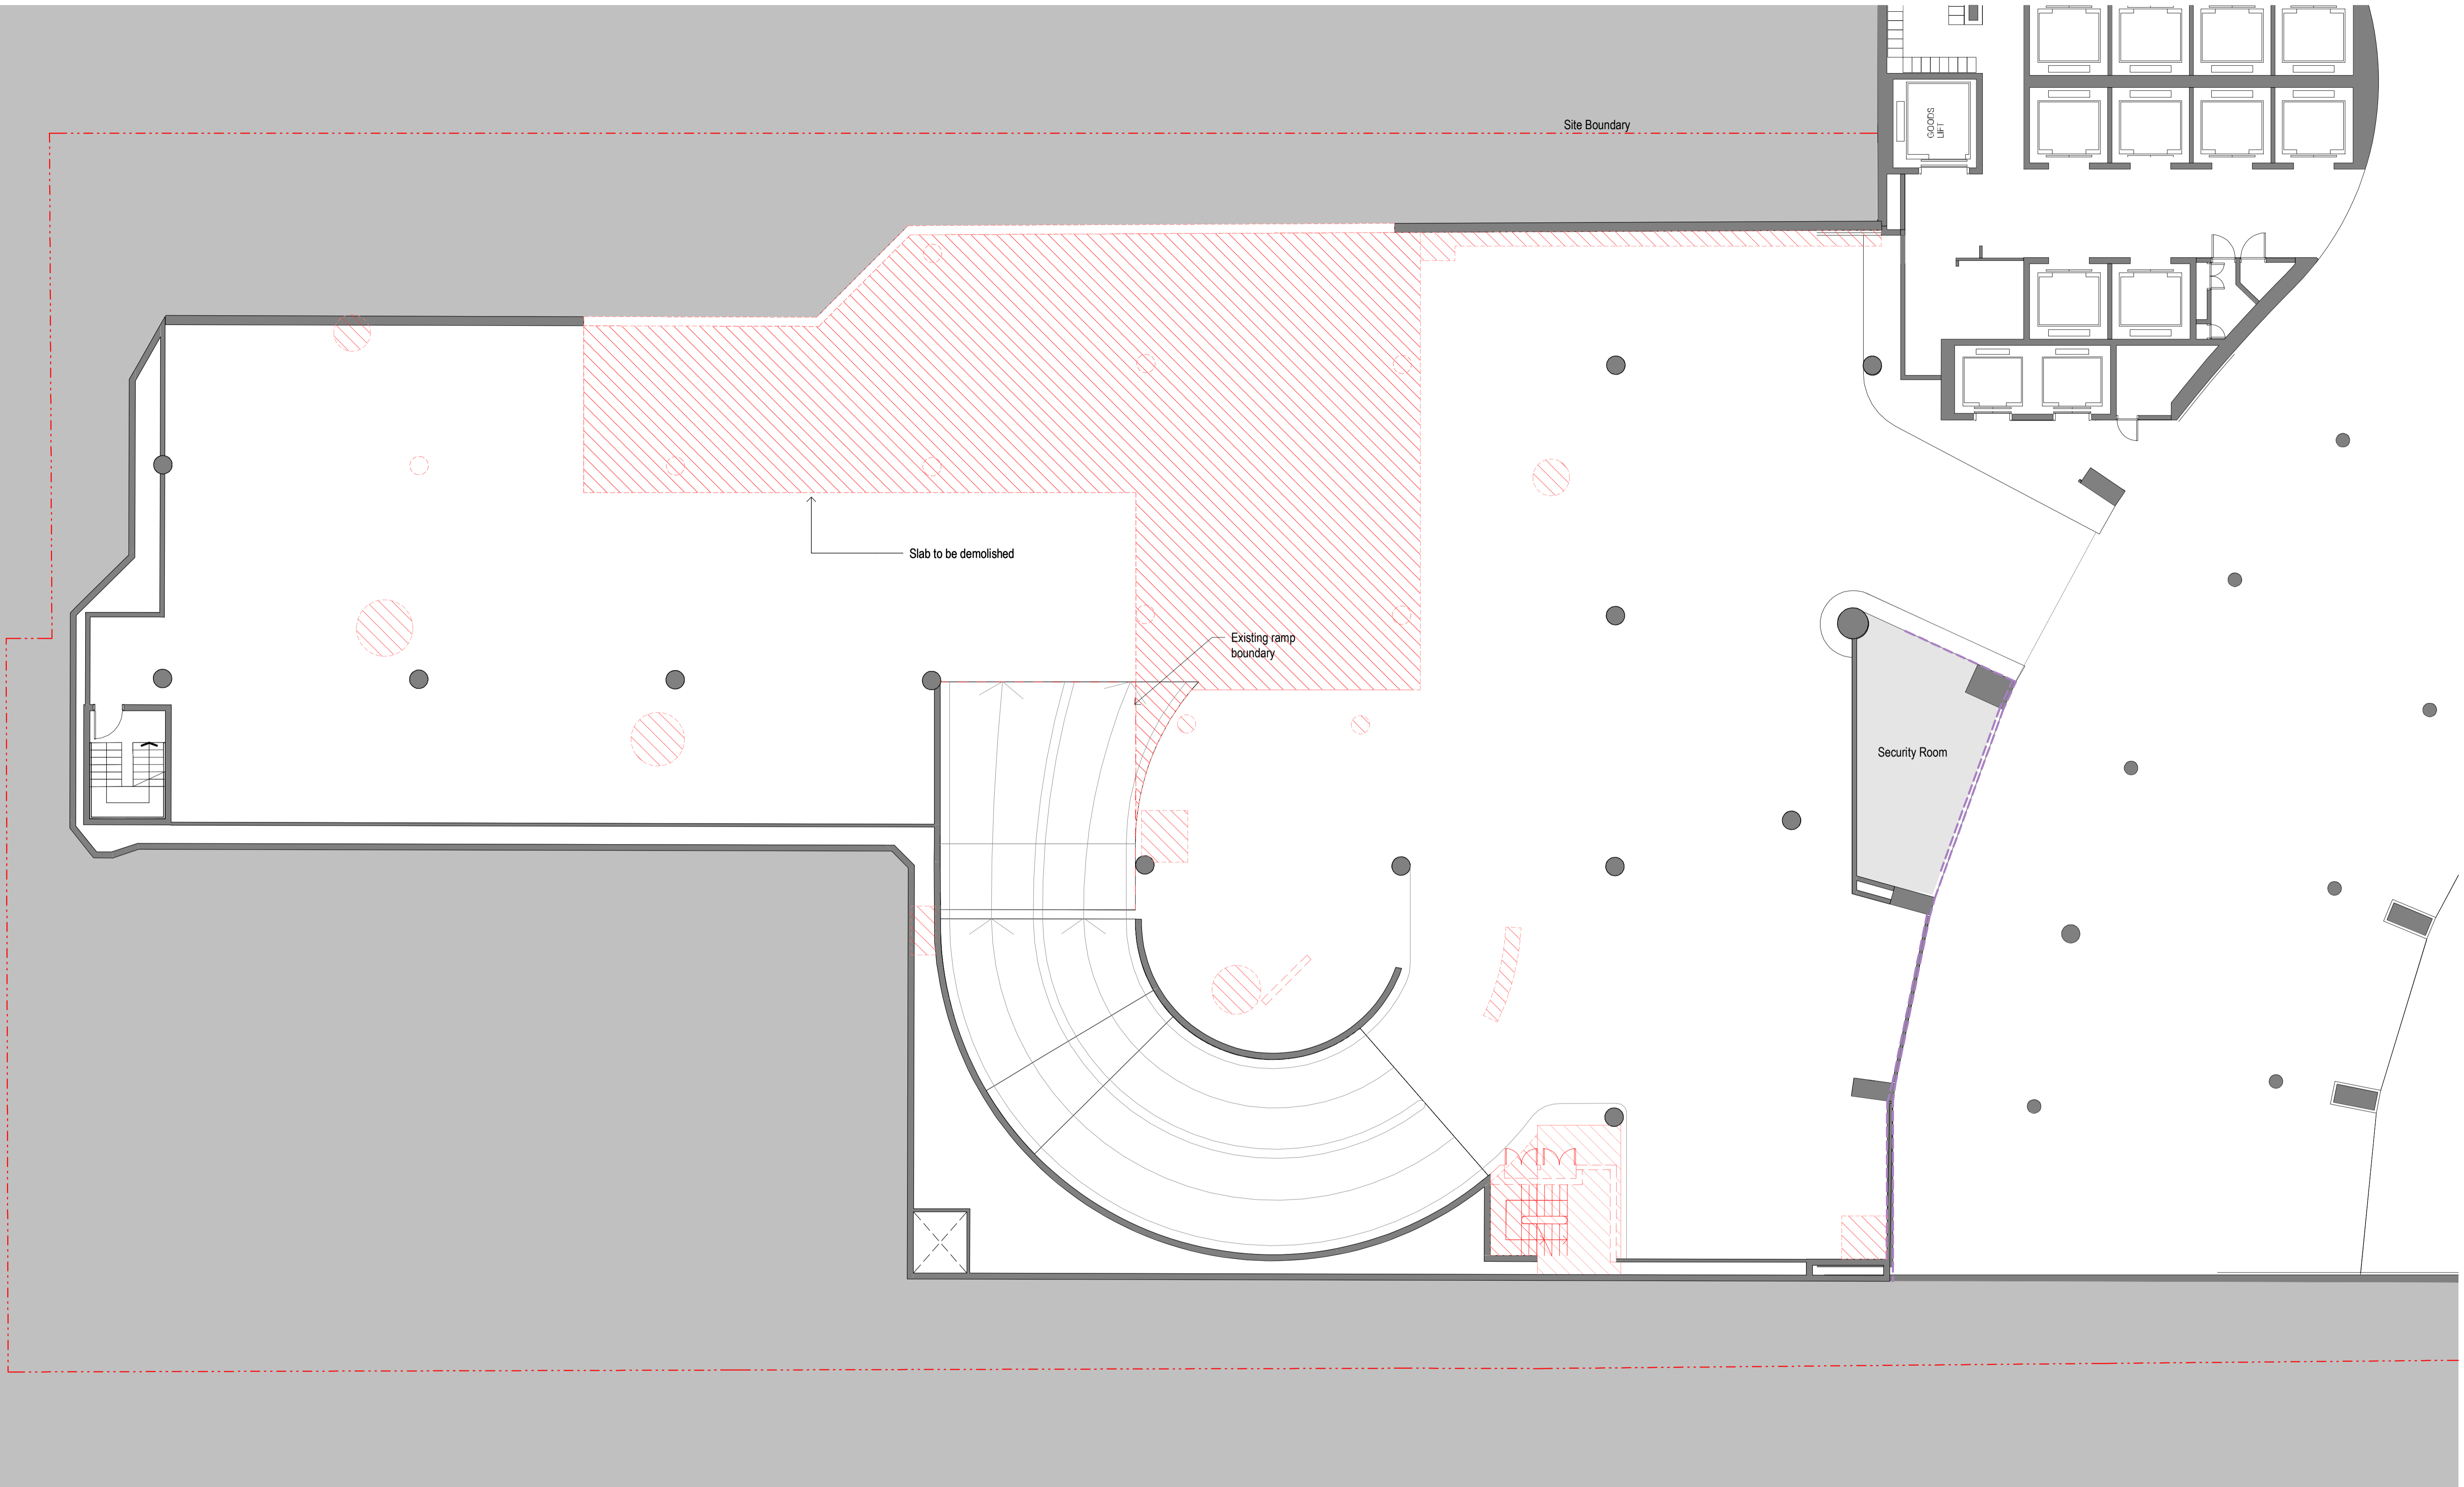 Site Boundary
GOODS
LIFT
Slab to be demolished
Existing ramp
boundary
Security Room